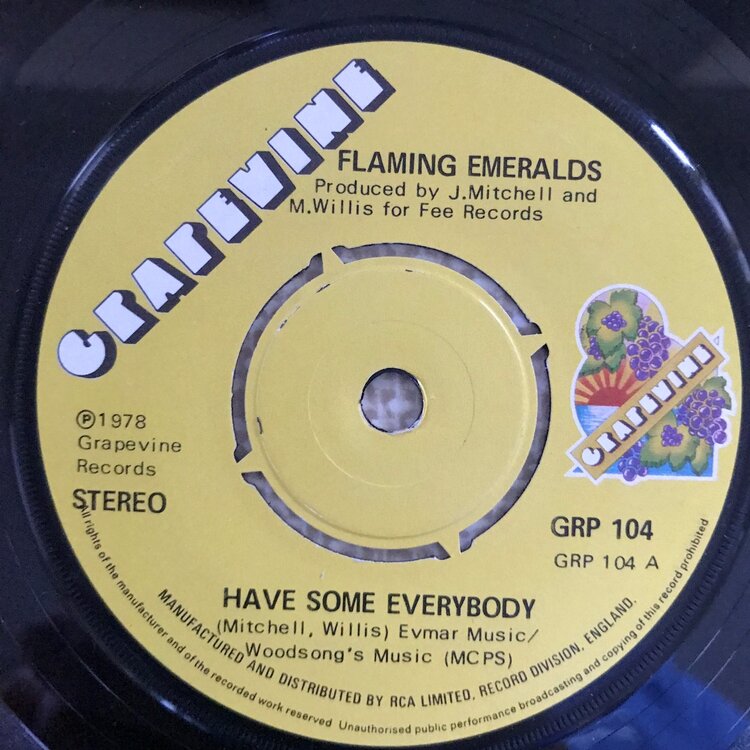 GRAPEVINE
FLAMING EMERALDS
Produced by J.Mitchell and
M.Willis for Fee Records
GRAPEVINE
℗1978
Grapevine
Records
STEREO
GRP 104
GRP 104 A
HAVE SOME EVERYBODY
(Mitchell, Willis) Evmar Music/
Woodsong's Music (MCPS)
MANUFACTURED AND DISTRIBUTED BY RCA LIMITED, RECORD DIVISION, ENGLAND.
All rights of the manufacturer and of the owner of the recorded work reserved Unauthorised public performance broadcasting and copying of this record prohibited